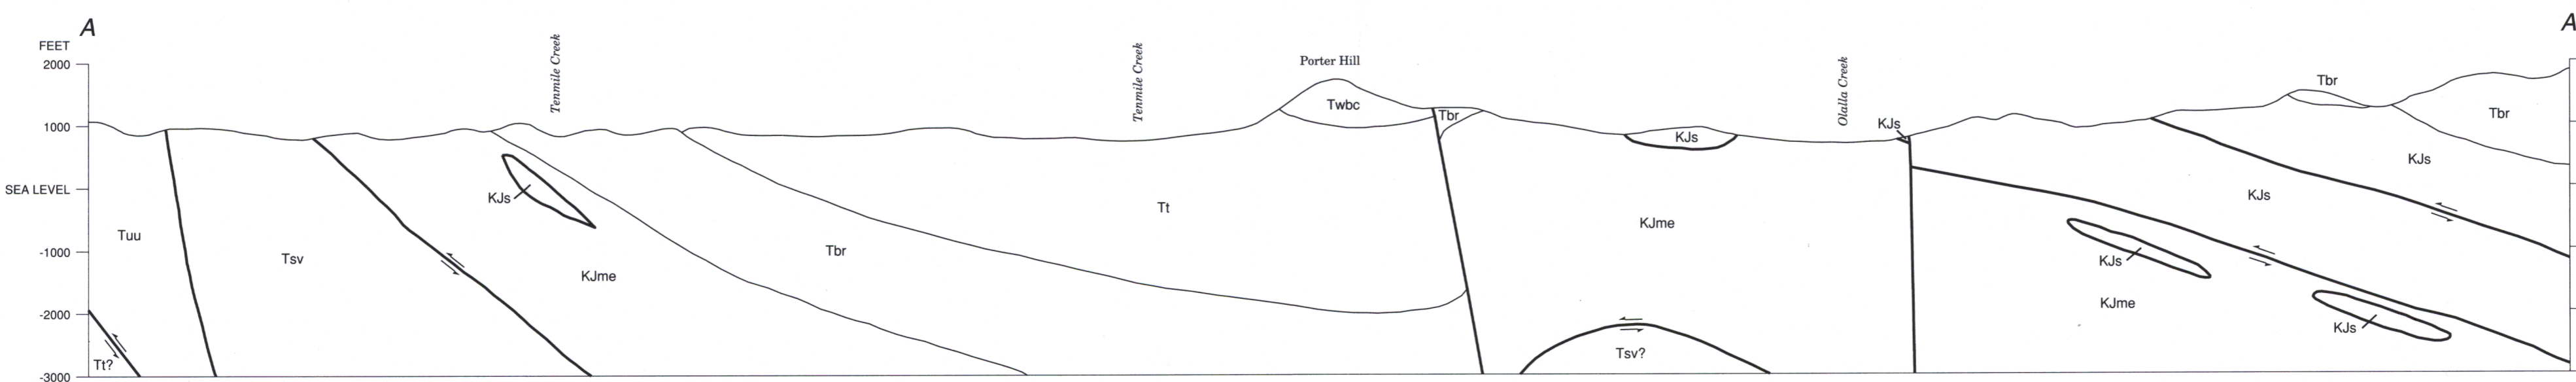 A
A
FEET
2000
1000
SEA LEVEL
-1000
-2000
-3000
Tenmile Creek
Tenmile Creek
Porter Hill
Olalla Creek
Tuu
Tt?
Tsv
KJs
KJme
Tbr
Tt
Twbc
Tbr
KJs
KJme
Tsv?
KJs
KJs
KJme
KJs
KJs
KJs
Tbr
Tbr